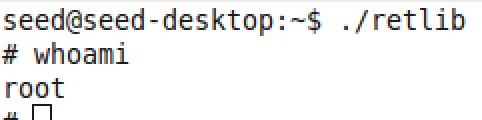 seed@seed-desktop:~$ ./retlib
# whoami
root
#